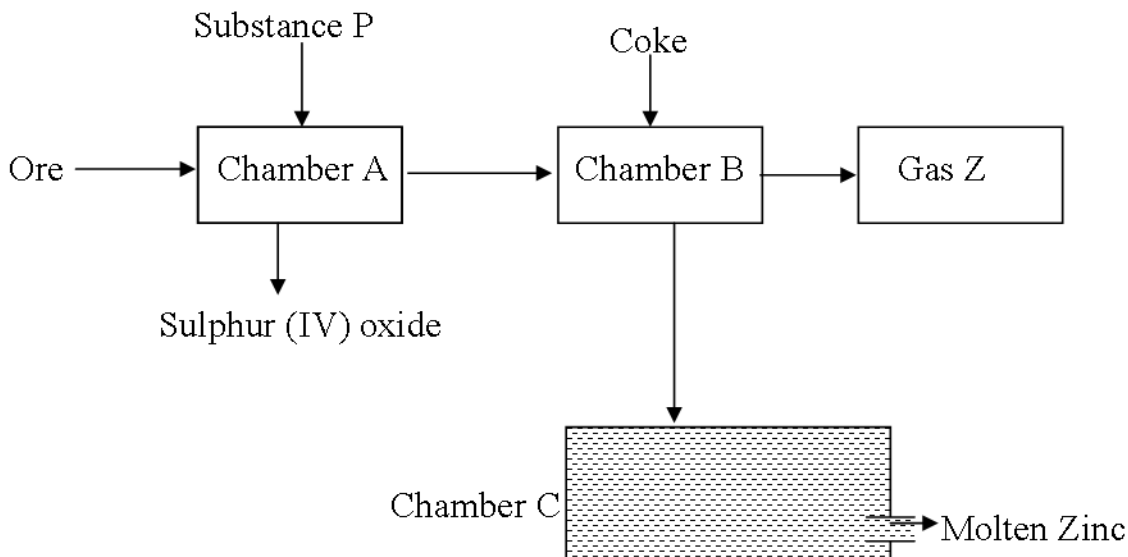 Substance P
Coke
Ore
Chamber A
Chamber B
Gas Z
Sulphur (IV) oxide
Chamber C
Molten Zinc